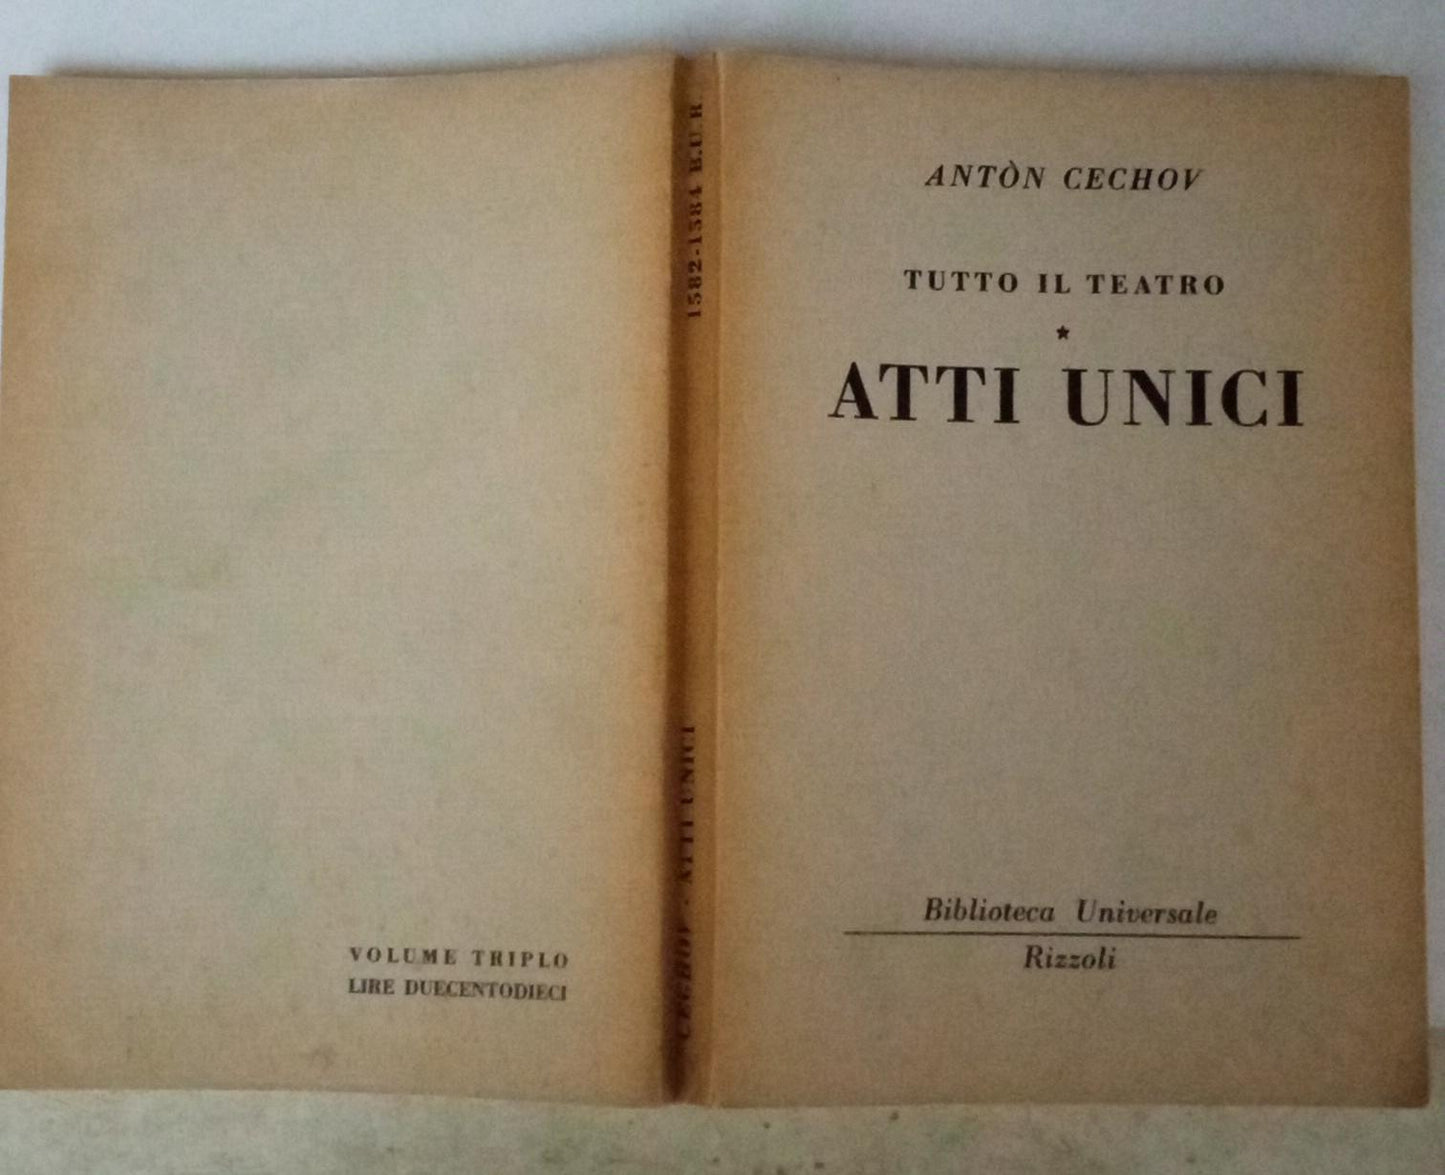 VOLUME TRIPLO
LIRE DUECENTODIECI
CECHOV - ATTI UNICI
1582-1584 B.U.R
ANTÒN CECHOV
TUTTO IL TEATRO
★
ATTI UNICI
Biblioteca Universale
Rizzoli